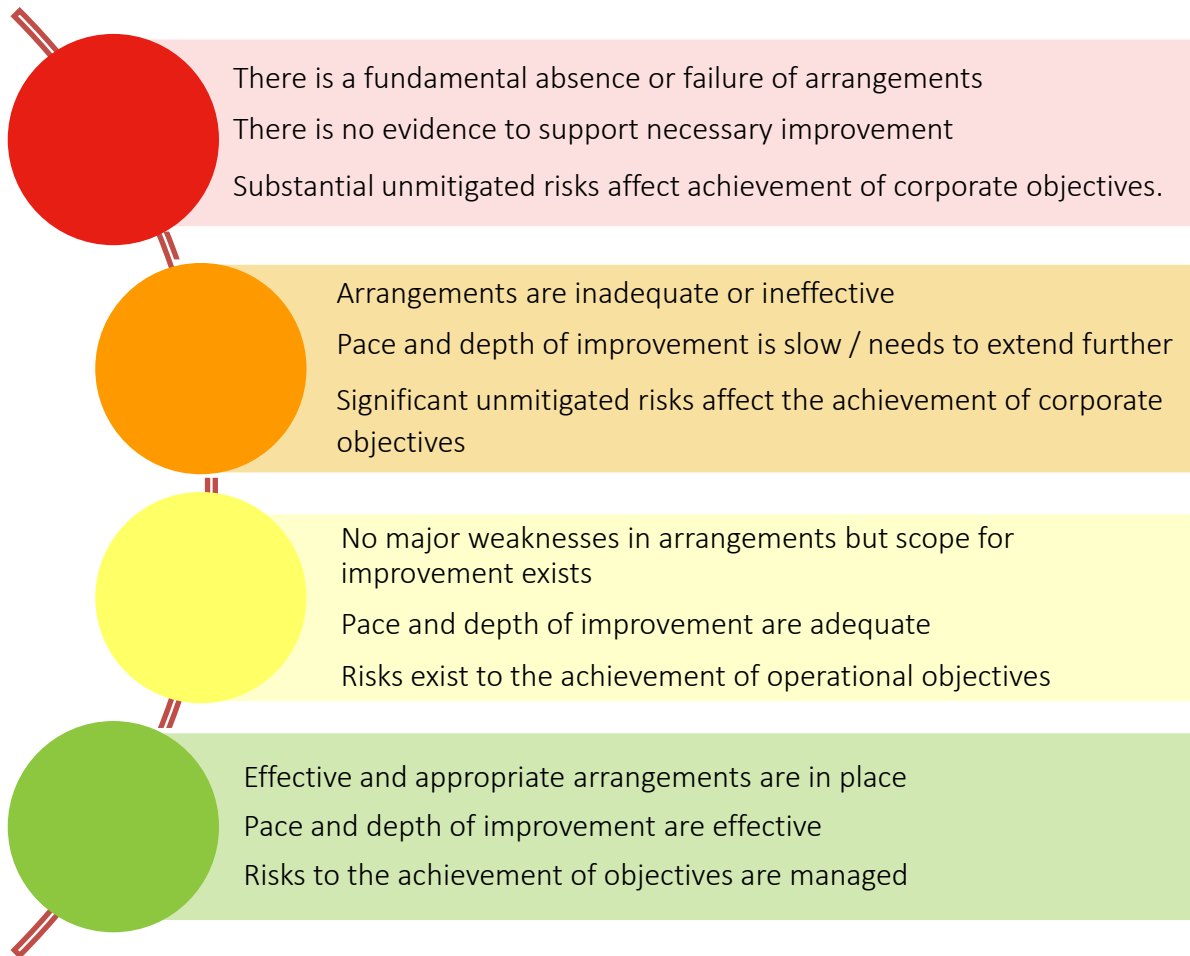 There is a fundamental absence or failure of arrangements
There is no evidence to support necessary improvement
Substantial unmitigated risks affect achievement of corporate objectives.
Arrangements are inadequate or ineffective
Pace and depth of improvement is slow / needs to extend further
Significant unmitigated risks affect the achievement of corporate
objectives
No major weaknesses in arrangements but scope for
improvement exists
Pace and depth of improvement are adequate
Risks exist to the achievement of operational objectives
Effective and appropriate arrangements are in place
Pace and depth of improvement are effective
Risks to the achievement of objectives are managed